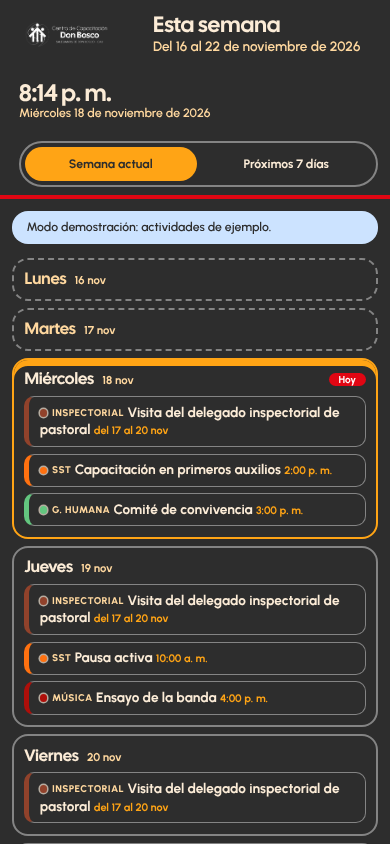 Centro de Capacitación
Don Bosco
Esta semana
Del 16 al 22 de noviembre de 2026
8:14 p. m.
Miércoles 18 de noviembre de 2026
Semana actual
Próximos 7 días
Modo demostración: actividades de ejemplo.
Lunes 16 nov
Martes 17 nov
Miércoles 18 nov
Hoy
INSPECTORIAL Visita del delegado inspectorial de
pastoral del 17 al 20 nov
SST Capacitación en primeros auxilios 2:00 p. m.
G. HUMANA Comité de convivencia 3:00 p. m.
Jueves 19 nov
INSPECTORIAL Visita del delegado inspectorial de
pastoral del 17 al 20 nov
SST Pausa activa 10:00 a. m.
MÚSICA Ensayo de la banda 4:00 p. m.
Viernes 20 nov
INSPECTORIAL Visita del delegado inspectorial de
pastoral del 17 al 20 nov